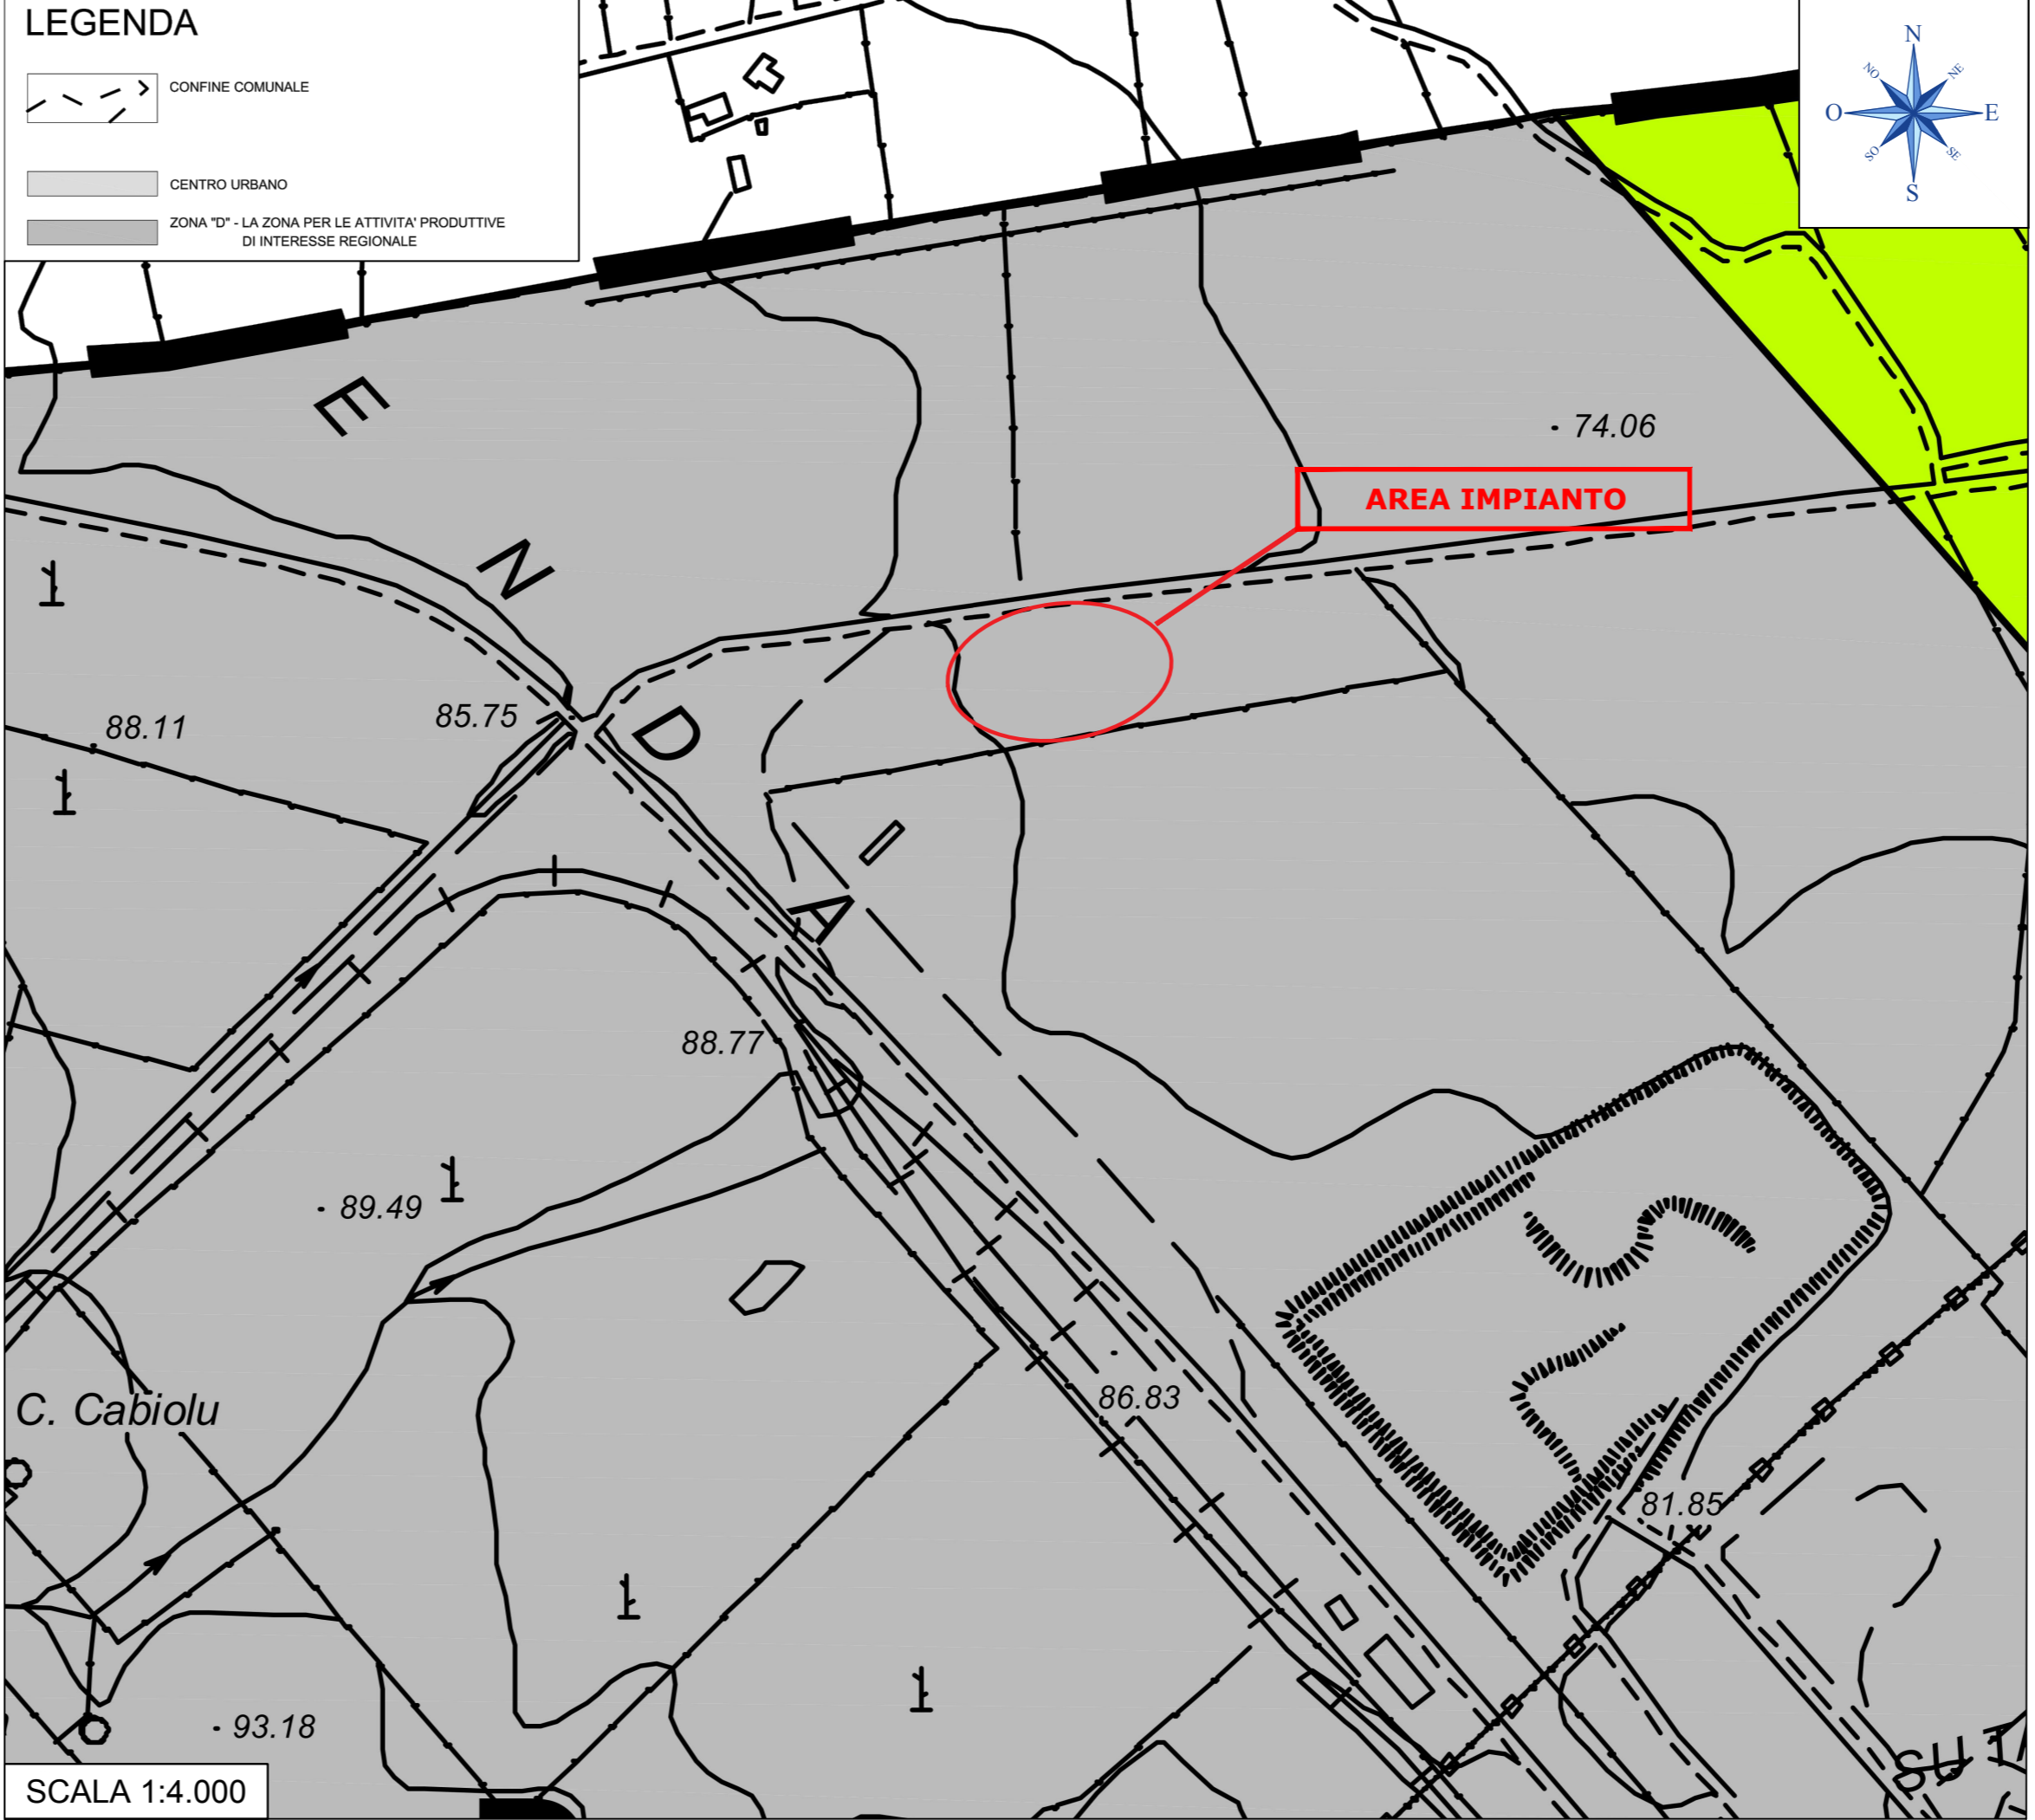 LEGENDA
CONFINE COMUNALE
CENTRO URBANO
ZONA "D" - LA ZONA PER LE ATTIVITA' PRODUTTIVE
DI INTERESSE REGIONALE
N
NO
NE
O
E
SO
SE
S
E
N
D
A
74.06
AREA IMPIANTO
88.11
85.75
88.77
89.49
86.83
C. Cabiolu
81.85
93.18
SU
SCALA 1:4.000